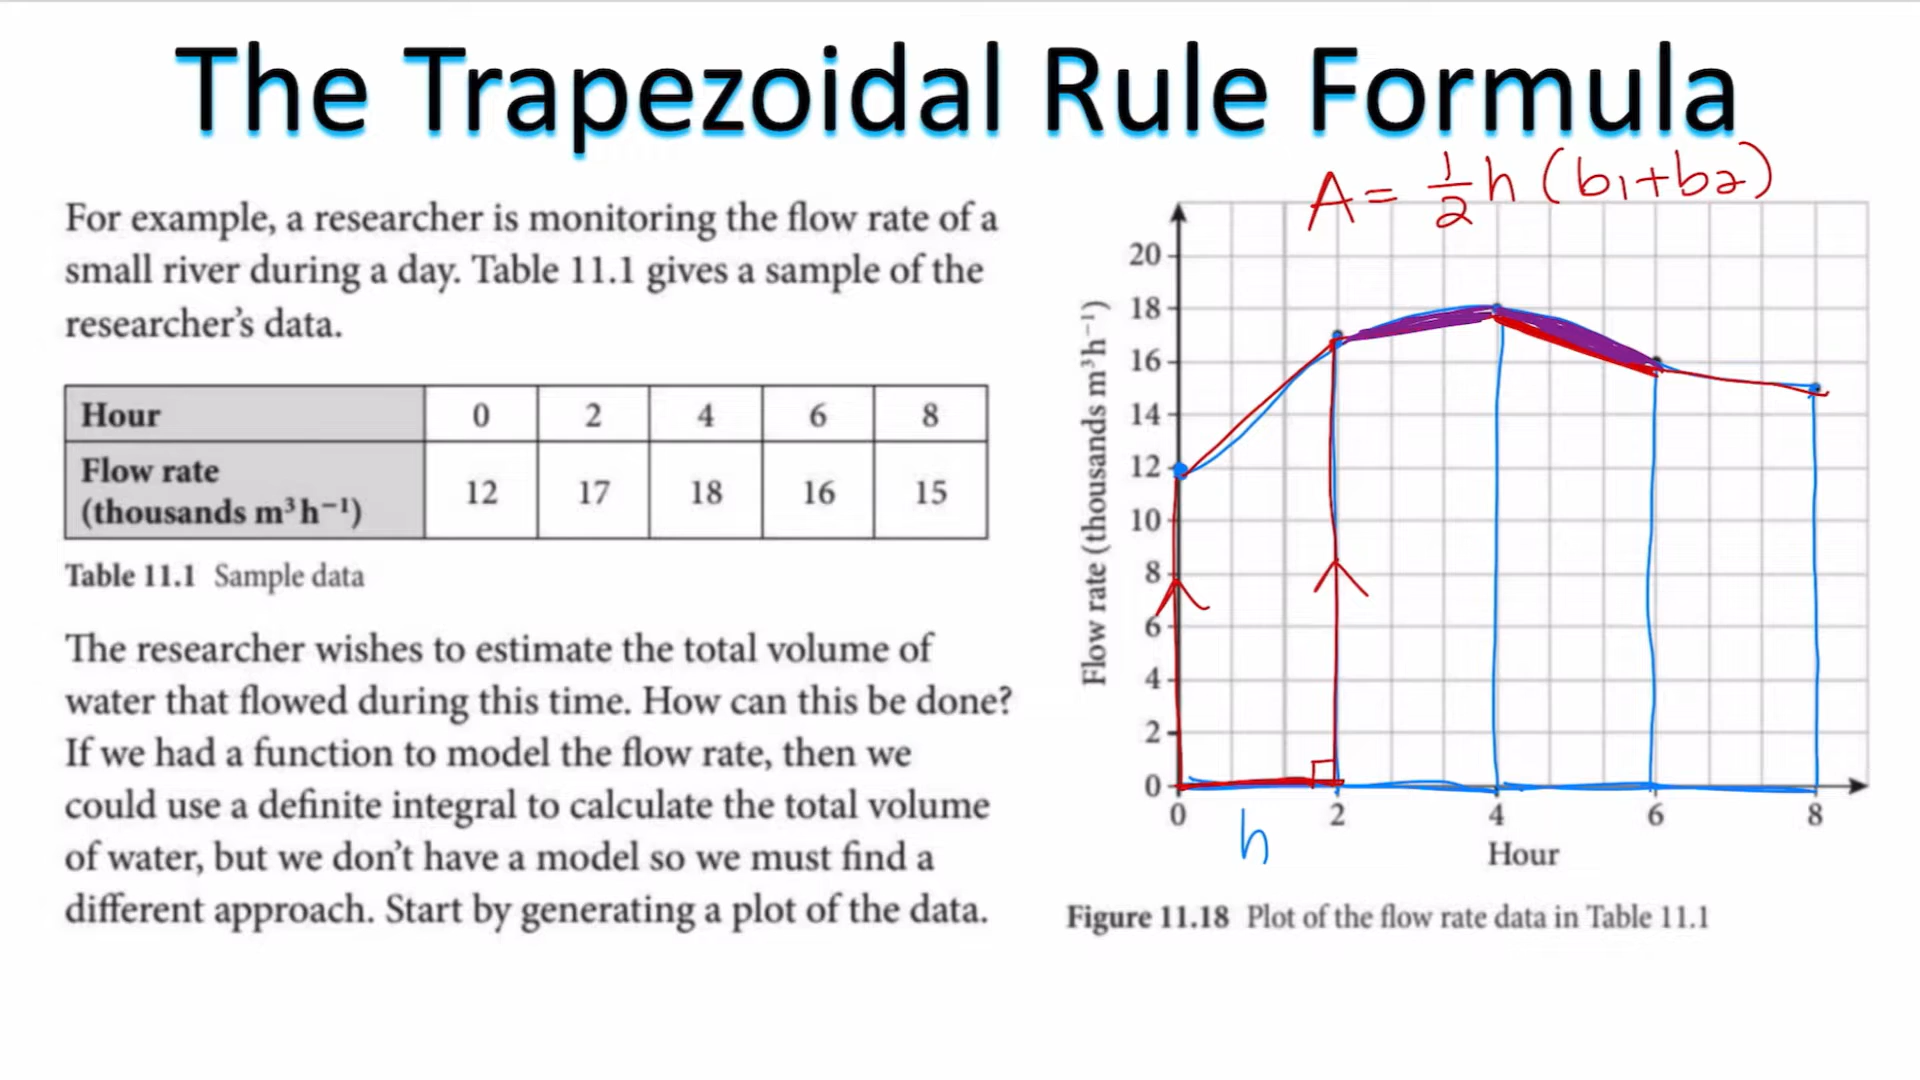 The Trapezoidal Rule Formula
A = 1/2 h (b1+b2)
For example, a researcher is monitoring the flow rate of a
small river during a day. Table 11.1 gives a sample of the
researcher's data.
Hour 0 2 4 6 8
Flow rate
(thousands m³h⁻¹) 12 17 18 16 15
Table 11.1 Sample data
The researcher wishes to estimate the total volume of
water that flowed during this time. How can this be done?
If we had a function to model the flow rate, then we
could use a definite integral to calculate the total volume
of water, but we don't have a model so we must find a
different approach. Start by generating a plot of the data.
Flow rate (thousands m³h⁻¹)
20
18
16
14
12
10
8
6
4
2
0
0 2 4 6 8
h
Hour
Figure 11.18 Plot of the flow rate data in Table 11.1